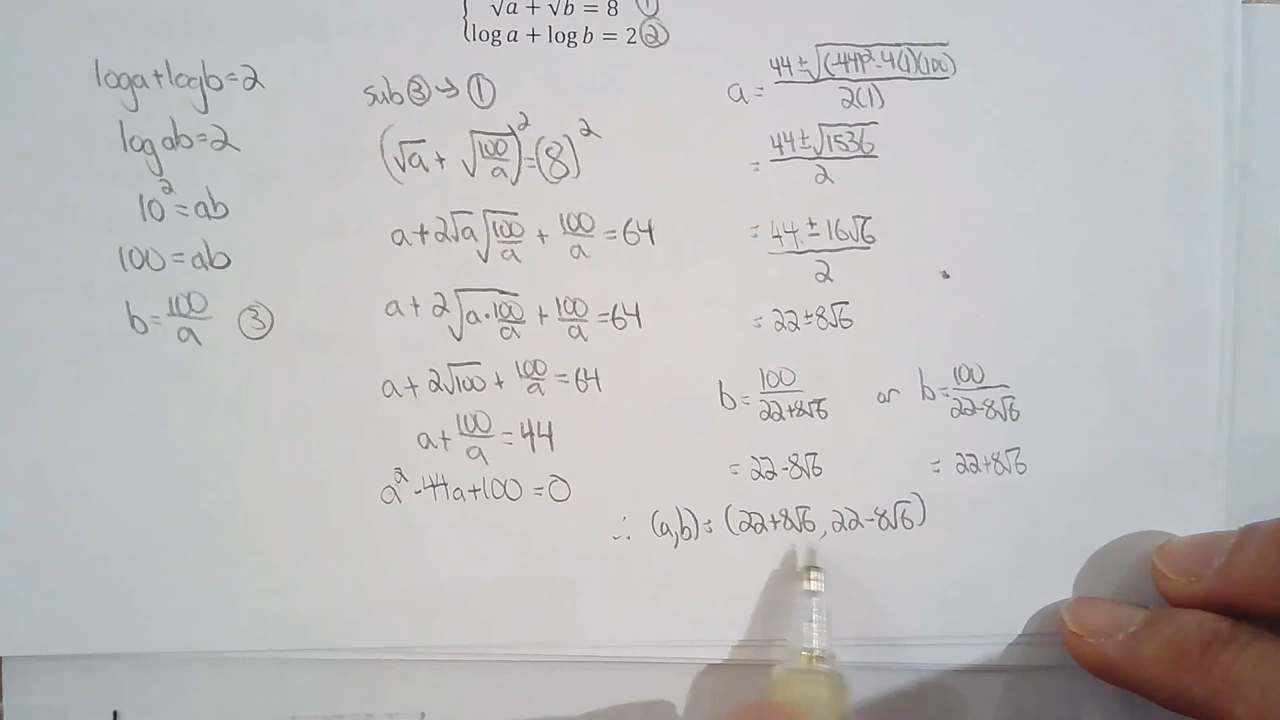 √a + √b = 8 ①
log a + log b = 2 ②
loga+logb=2
log ab=2
10²=ab
100=ab
b=100/a ③
sub ③→①
(√a + √(100/a))²=(8)²
a+2√a√(100/a) + 100/a =64
a+2√(a·100/a) + 100/a =64
a+2√100 + 100/a =64
a+100/a=44
a²-44a+100=0
a= (44±√((-44)²-4(1)(100)))/2(1)
= (44±√1536)/2
= (44±16√6)/2
= 22±8√6
b=100/(22+8√6) or b=100/(22-8√6)
= 22-8√6 = 22+8√6
∴ (a,b)=(22+8√6, 22-8√6)